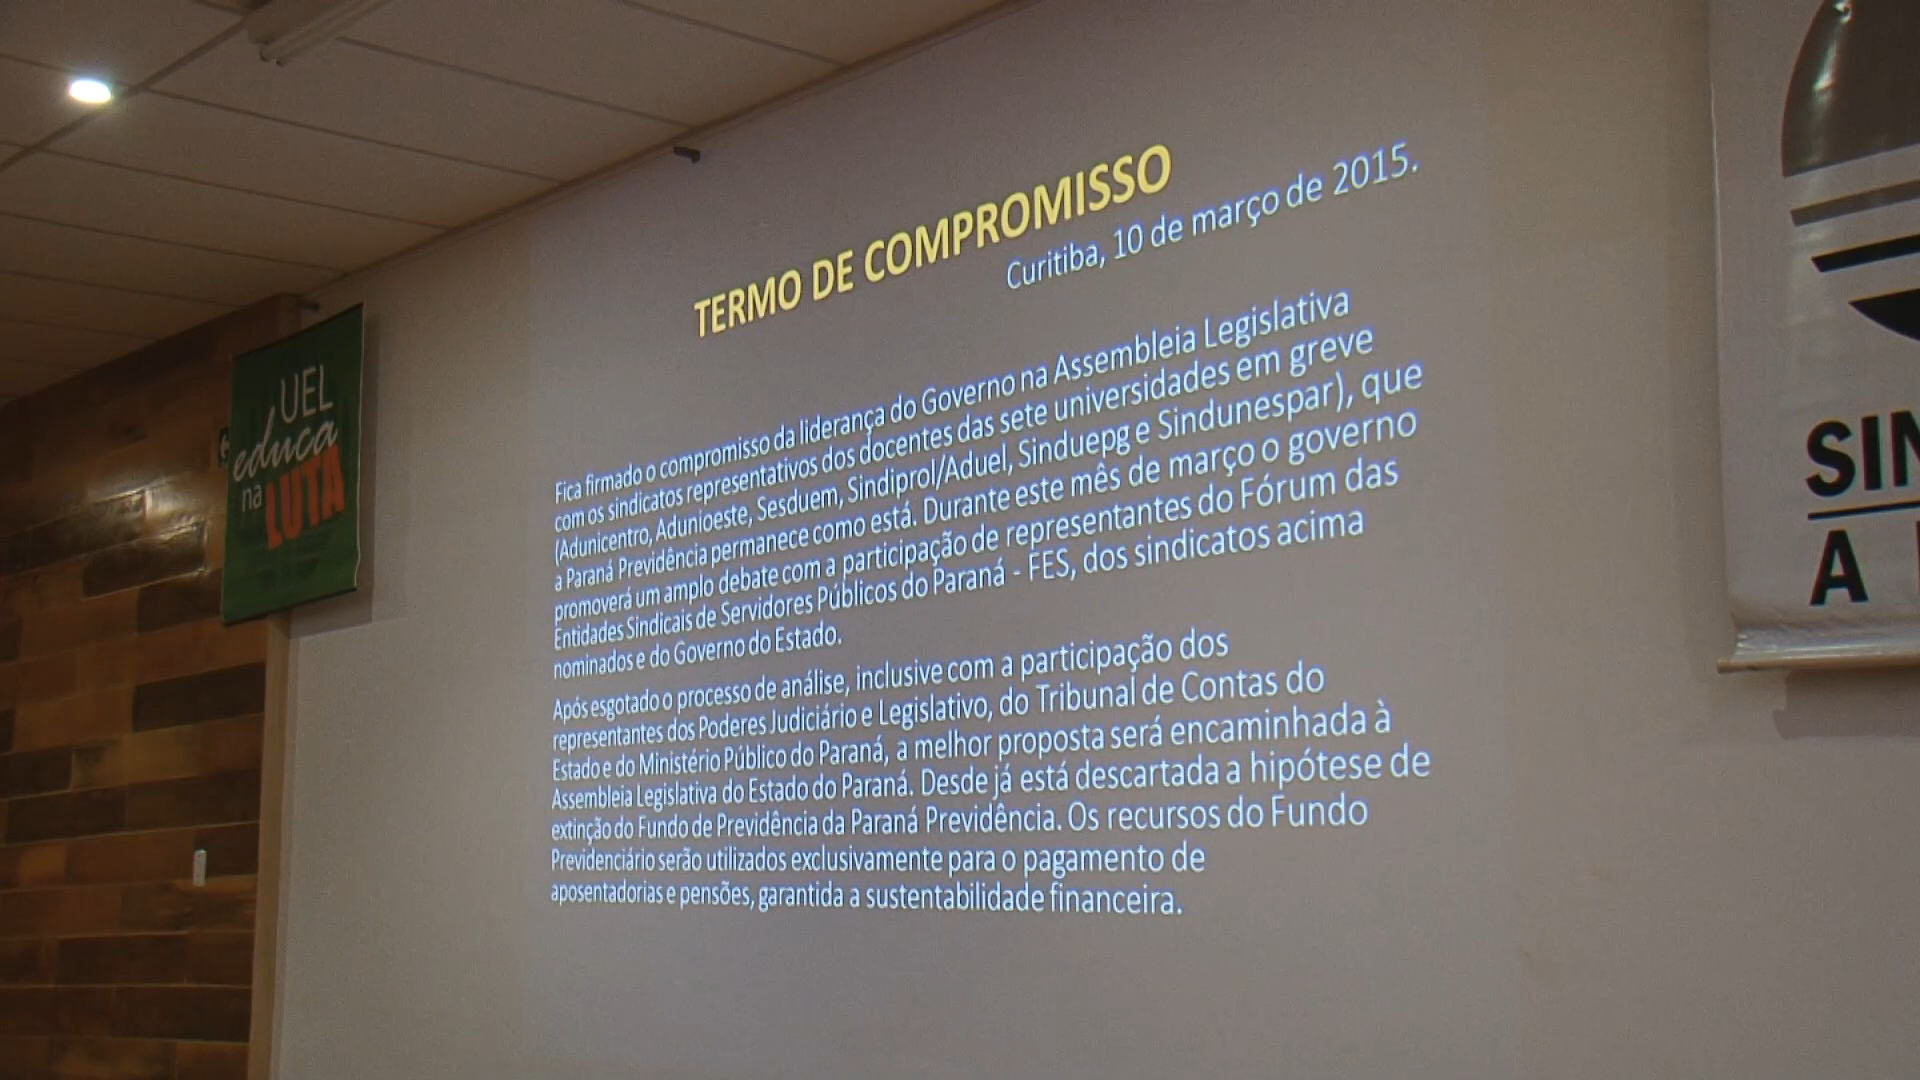 TERMO DE COMPROMISSO
Curitiba, 10 de março de 2015.
Fica firmado o compromisso da liderança do Governo na Assembleia Legislativa
com os sindicatos representativos dos docentes das sete universidades em greve
(Adunicentro, Adunioeste, Sesduem, Sindiprol/Aduel, Sinduepg e Sindunespar), que
a Paraná Previdência permanece como está. Durante este mês de março o governo
promoverá um amplo debate com a participação de representantes do Fórum das
Entidades Sindicais de Servidores Públicos do Paraná - FES, dos sindicatos acima
nominados e do Governo do Estado.
Após esgotado o processo de análise, inclusive com a participação dos
representantes dos Poderes Judiciário e Legislativo, do Tribunal de Contas do
Estado e do Ministério Público do Paraná, a melhor proposta será encaminhada à
Assembleia Legislativa do Estado do Paraná. Desde já está descartada a hipótese de
extinção do Fundo de Previdência da Paraná Previdência. Os recursos do Fundo
Previdenciário serão utilizados exclusivamente para o pagamento de
aposentadorias e pensões, garantida a sustentabilidade financeira.
UEL
educa
na LUTA
SIN
A